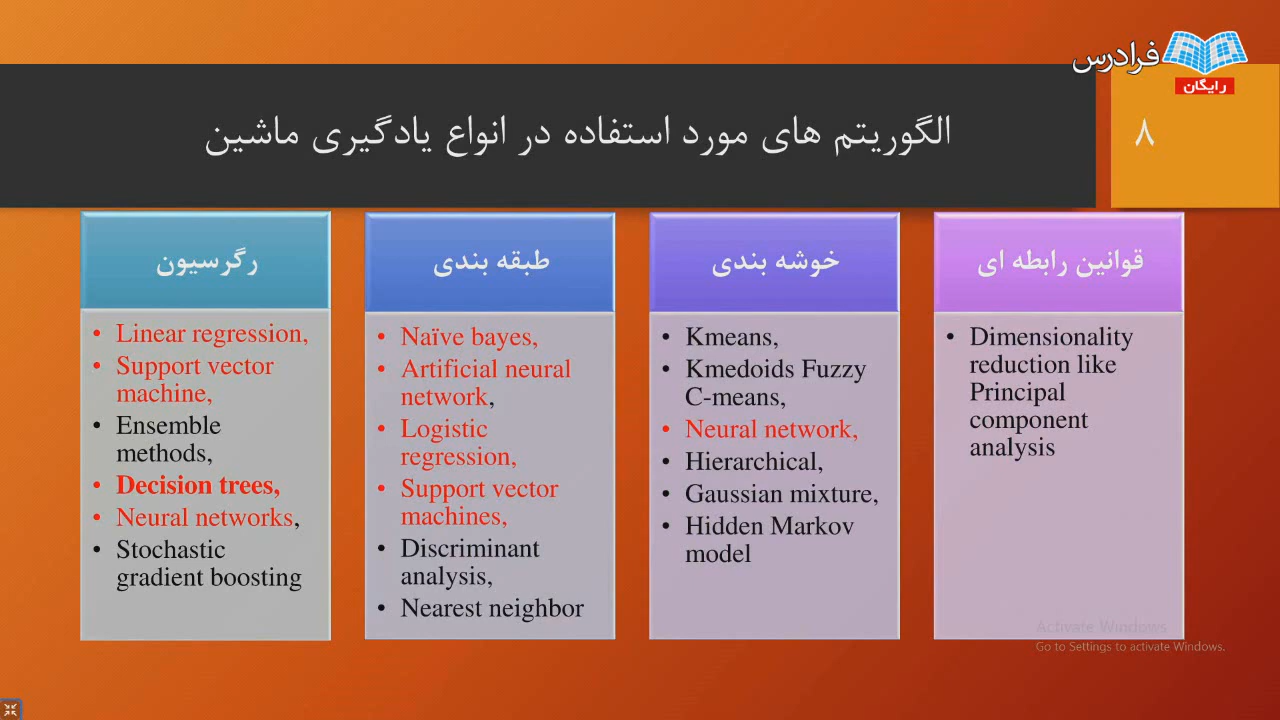 فرادرس
رایگان
۸
الگوریتم های مورد استفاده در انواع یادگیری ماشین
رگرسیون
• Linear regression,
• Support vector
machine,
• Ensemble
methods,
• Decision trees,
• Neural networks,
• Stochastic
gradient boosting
طبقه بندی
• Naïve bayes,
• Artificial neural
network,
• Logistic
regression,
• Support vector
machines,
• Discriminant
analysis,
• Nearest neighbor
خوشه بندی
• Kmeans,
• Kmedoids Fuzzy
C-means,
• Neural network,
• Hierarchical,
• Gaussian mixture,
• Hidden Markov
model
قوانین رابطه ای
• Dimensionality
reduction like
Principal
component
analysis
Activate Windows
Go to Settings to activate Windows.